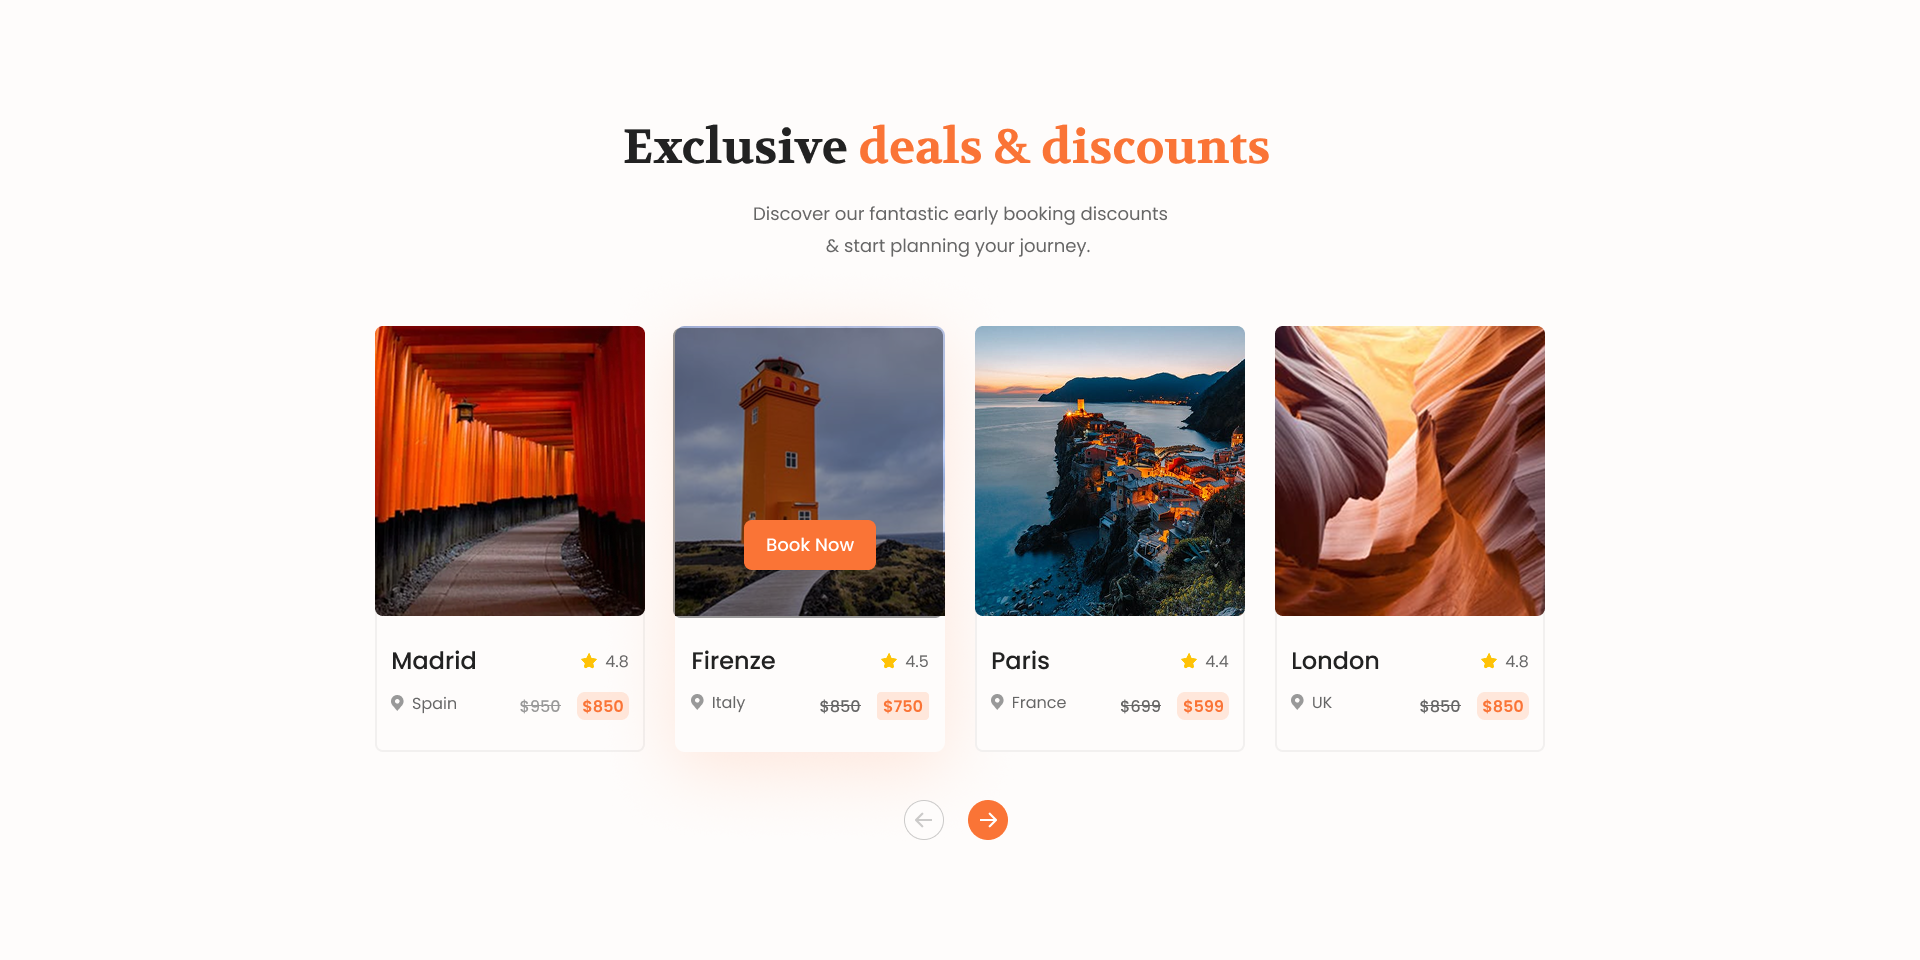 Exclusive deals & discounts
Discover our fantastic early booking discounts
& start planning your journey.
Book Now
Madrid
4.8
Spain
$950
$850
Firenze
4.5
Italy
$850
$750
Paris
4.4
France
$699
$599
London
4.8
UK
$850
$850